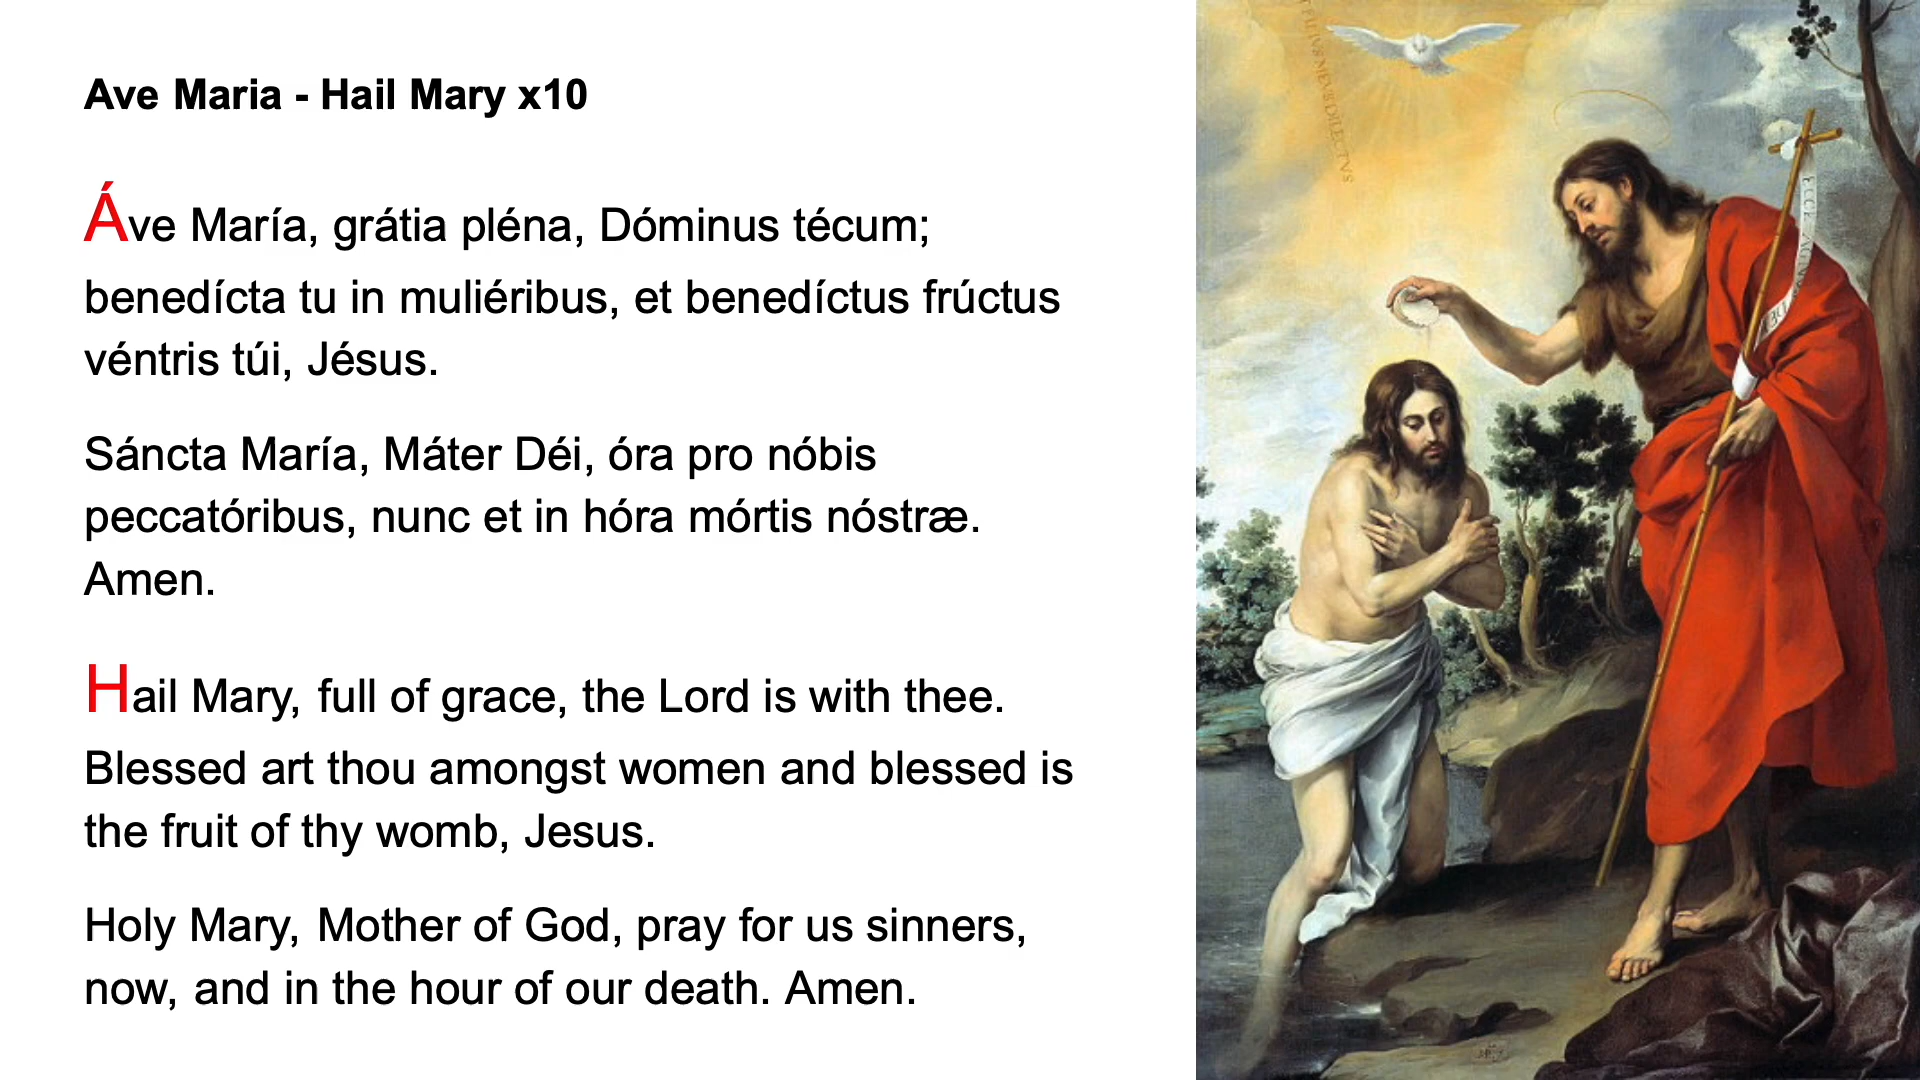 Ave Maria - Hail Mary x10
Áve María, grátia pléna, Dóminus técum;
benedícta tu in muliéribus, et benedíctus frúctus
véntris túi, Jésus.
Sáncta María, Máter Déi, óra pro nóbis
peccatóribus, nunc et in hóra mórtis nóstræ.
Amen.
Hail Mary, full of grace, the Lord is with thee.
Blessed art thou amongst women and blessed is
the fruit of thy womb, Jesus.
Holy Mary, Mother of God, pray for us sinners,
now, and in the hour of our death. Amen.
FILIVS MEVS DILECTVS
ECCE